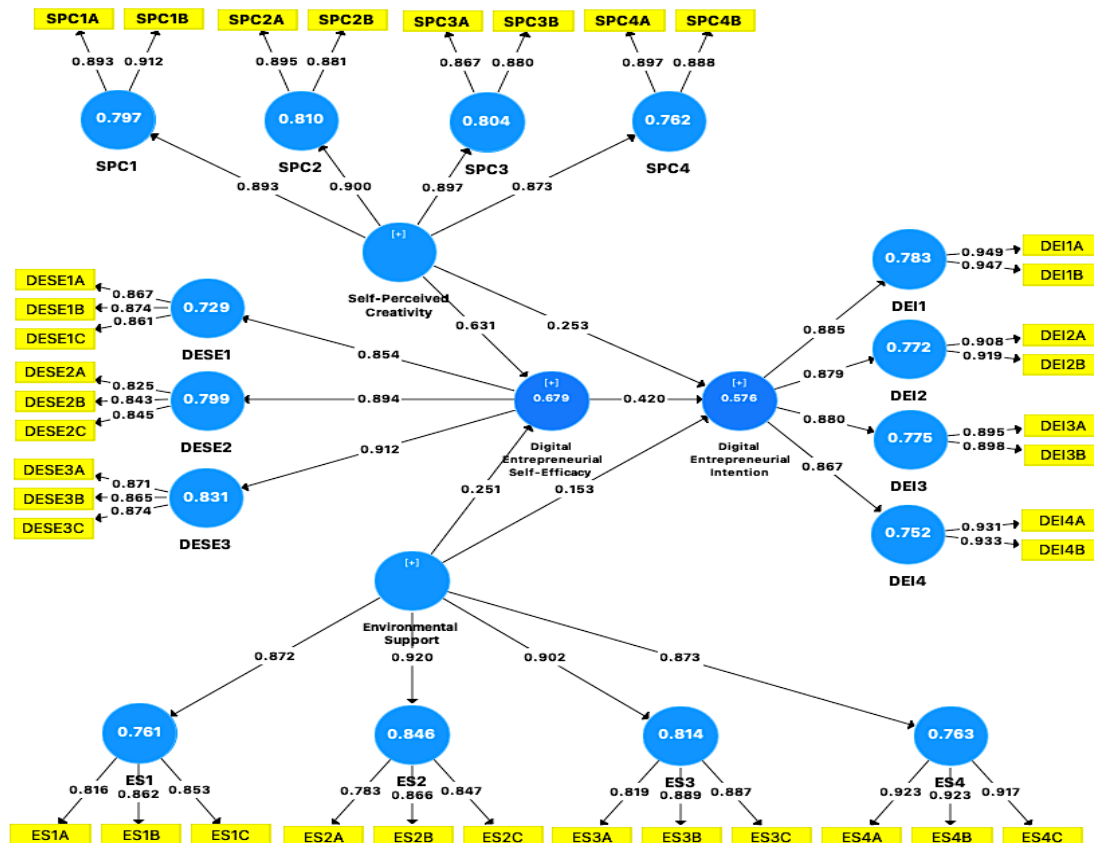 SPC1A SPC1B SPC2A SPC2B SPC3A SPC3B SPC4A SPC4B
0.893 0.912 0.895 0.881 0.867 0.880 0.897 0.888
0.797 0.810 0.804 0.762
SPC1 SPC2 SPC3 SPC4
0.893 0.900 0.897 0.873
[+]
Self-Perceived
Creativity
0.631 0.253
DESE1A
DESE1B
DESE1C
0.867
0.874
0.861
0.729
DESE1
0.854
DESE2A
DESE2B
DESE2C
0.825
0.843
0.845
0.799
DESE2
0.894
DESE3A
DESE3B
DESE3C
0.871
0.865
0.874
0.831
DESE3
0.912
[+]
0.679
Digital
Entrepreneurial
Self-Efficacy
0.420
[+]
0.576
Digital
Entrepreneurial
Intention
0.885
0.783
DEI1
0.949
0.947
DEI1A
DEI1B
0.879
0.772
DEI2
0.908
0.919
DEI2A
DEI2B
0.880
0.775
DEI3
0.895
0.898
DEI3A
DEI3B
0.867
0.752
DEI4
0.931
0.933
DEI4A
DEI4B
0.251 0.153
[+]
Environmental
Support
0.872 0.920 0.902 0.873
0.761 0.846 0.814 0.763
ES1 ES2 ES3 ES4
0.816 0.862 0.853 0.783 0.866 0.847 0.819 0.889 0.887 0.923 0.923 0.917
ES1A ES1B ES1C ES2A ES2B ES2C ES3A ES3B ES3C ES4A ES4B ES4C